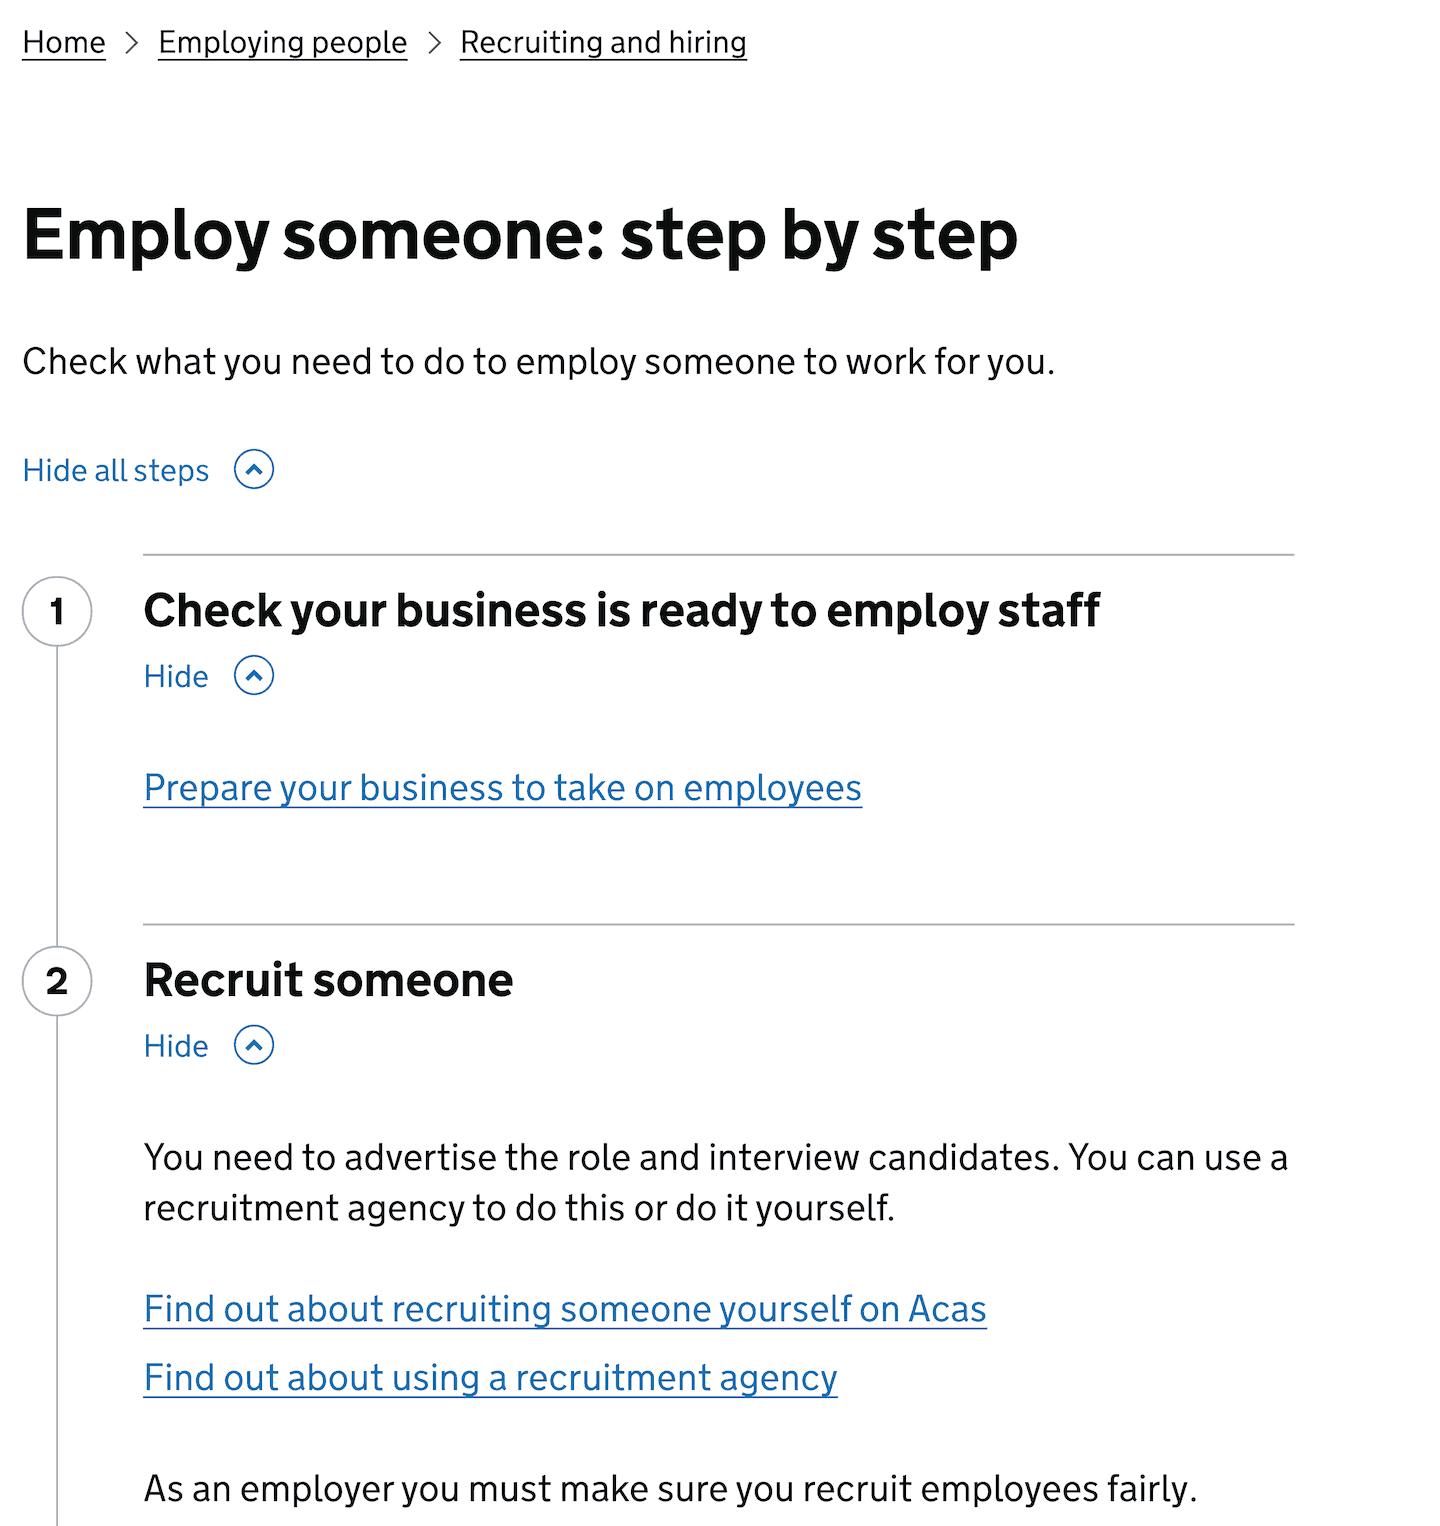 Home > Employing people > Recruiting and hiring
Employ someone: step by step
Check what you need to do to employ someone to work for you.
Hide all steps
1 Check your business is ready to employ staff
Hide
Prepare your business to take on employees
2 Recruit someone
Hide
You need to advertise the role and interview candidates. You can use a
recruitment agency to do this or do it yourself.
Find out about recruiting someone yourself on Acas
Find out about using a recruitment agency
As an employer you must make sure you recruit employees fairly.